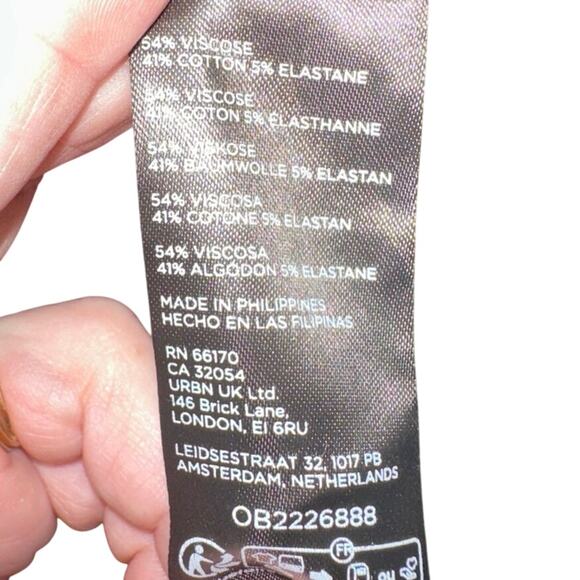 54% VISCOSE
41% COTTON 5% ELASTANE
54% VISCOSE
41% COTON 5% ELASTHANNE
54% VISKOSE
41% BAUMWOLLE 5% ELASTAN
54% VISCOSA
41% COTONE 5% ELASTAN
54% VISCOSA
41% ALGODÓN 5% ELASTANE
MADE IN PHILIPPINES
HECHO EN LAS FILIPINAS
RN 66170
CA 32054
URBN UK Ltd.
146 Brick Lane,
LONDON, E1 6RU
LEIDSESTRAAT 32, 1017 PB
AMSTERDAM, NETHERLANDS
OB2226888
FR